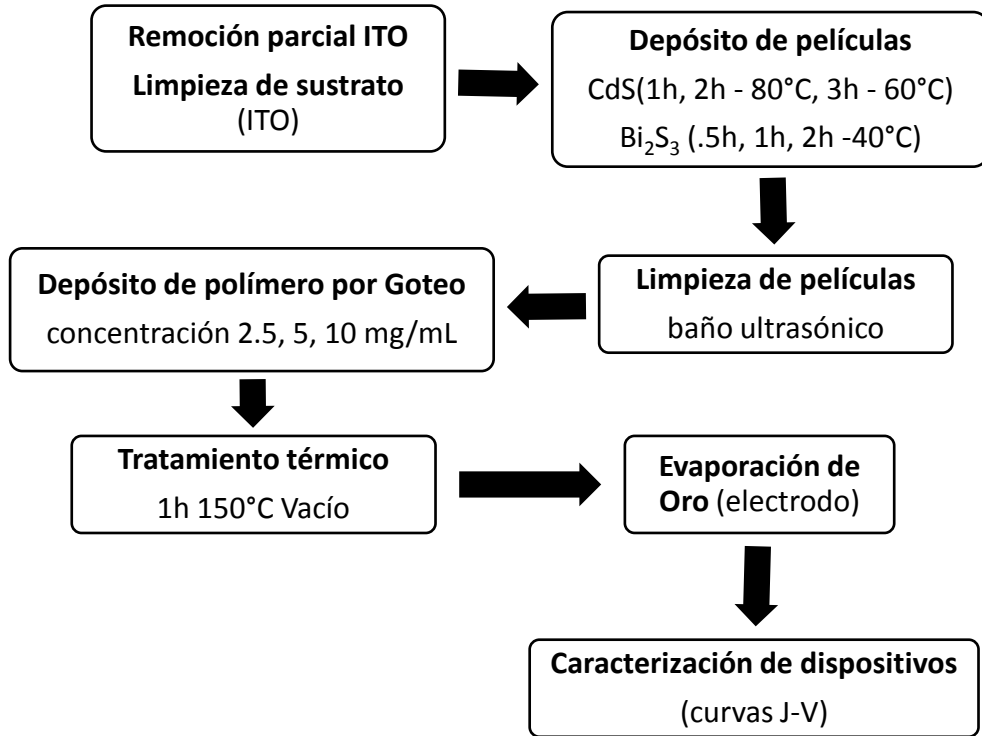 Remoción parcial ITO
Limpieza de sustrato
(ITO)
Depósito de películas
CdS(1h, 2h - 80°C, 3h - 60°C)
Bi₂S₃ (.5h, 1h, 2h -40°C)
Limpieza de películas
baño ultrasónico
Depósito de polímero por Goteo
concentración 2.5, 5, 10 mg/mL
Tratamiento térmico
1h 150°C Vacío
Evaporación de
Oro (electrodo)
Caracterización de dispositivos
(curvas J-V)